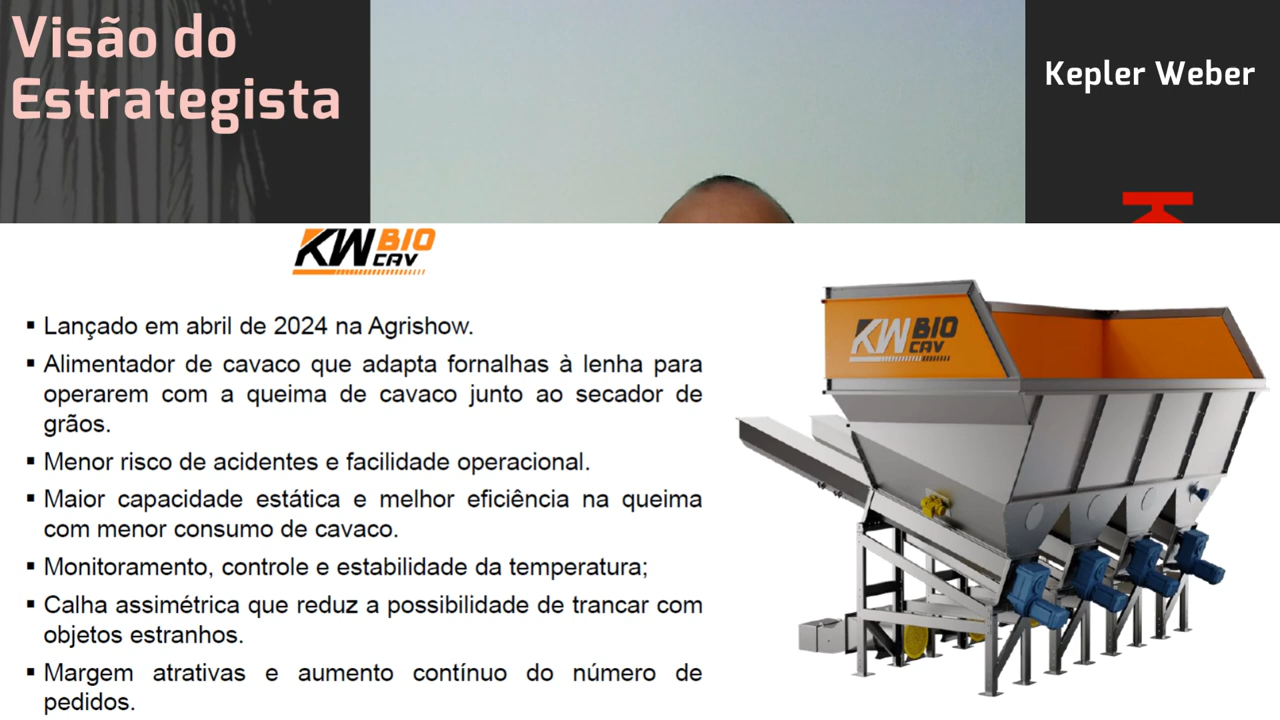 Visão do
Estrategista
Kepler Weber
K
KW BIO
CAV
▪ Lançado em abril de 2024 na Agrishow.
▪ Alimentador de cavaco que adapta fornalhas à lenha para
operarem com a queima de cavaco junto ao secador de
grãos.
▪ Menor risco de acidentes e facilidade operacional.
▪ Maior capacidade estática e melhor eficiência na queima
com menor consumo de cavaco.
▪ Monitoramento, controle e estabilidade da temperatura;
▪ Calha assimétrica que reduz a possibilidade de trancar com
objetos estranhos.
▪ Margem atrativas e aumento contínuo do número de
pedidos.
KW BIO
CAV